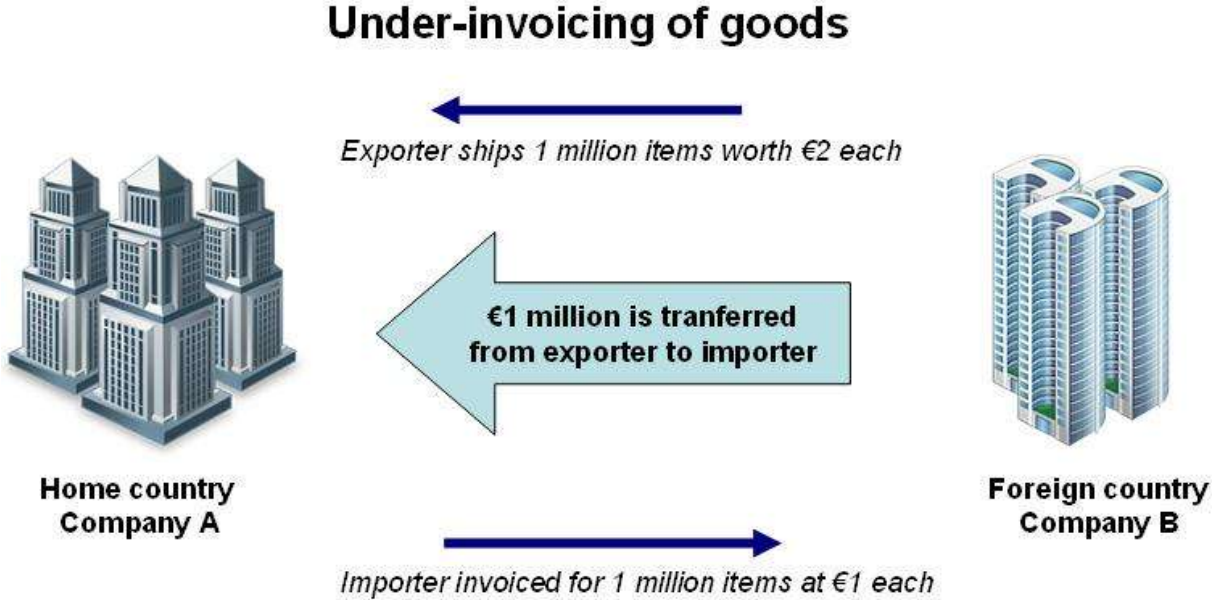 Under-invoicing of goods
Exporter ships 1 million items worth €2 each
€1 million is tranferred
from exporter to importer
Home country
Company A
Foreign country
Company B
Importer invoiced for 1 million items at €1 each